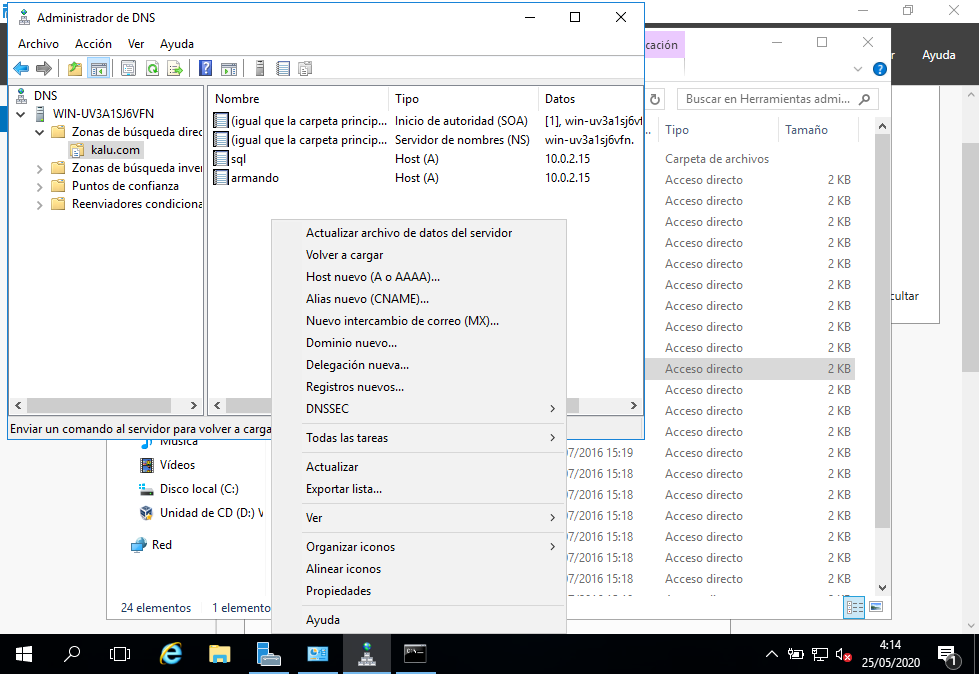 Administrador de DNS
Archivo Acción Ver Ayuda
DNS
WIN-UV3A1SJ6VFN
Zonas de búsqueda direc
kalu.com
Zonas de búsqueda inver
Puntos de confianza
Reenviadores condiciona
Nombre Tipo Datos
(igual que la carpeta princip... Inicio de autoridad (SOA) [1], win-uv3a1sj6vf
(igual que la carpeta princip... Servidor de nombres (NS) win-uv3a1sj6vfn.
sql Host (A) 10.0.2.15
armando Host (A) 10.0.2.15
Actualizar archivo de datos del servidor
Volver a cargar
Host nuevo (A o AAAA)...
Alias nuevo (CNAME)...
Nuevo intercambio de correo (MX)...
Dominio nuevo...
Delegación nueva...
Registros nuevos...
DNSSEC
Todas las tareas
Actualizar
Exportar lista...
Ver
Organizar iconos
Alinear iconos
Propiedades
Ayuda
Enviar un comando al servidor para volver a carga
cación
Ayuda
Buscar en Herramientas admi...
Tipo Tamaño
Carpeta de archivos
Acceso directo 2 KB
Acceso directo 2 KB
Acceso directo 2 KB
Acceso directo 2 KB
Acceso directo 2 KB
Acceso directo 2 KB
Acceso directo 2 KB
Acceso directo 2 KB
Acceso directo 2 KB
Acceso directo 2 KB
Acceso directo 2 KB
Acceso directo 2 KB
Acceso directo 2 KB
07/2016 15:19 Acceso directo 2 KB
07/2016 15:18 Acceso directo 2 KB
07/2016 15:18 Acceso directo 2 KB
07/2016 15:18 Acceso directo 2 KB
07/2016 15:18 Acceso directo 2 KB
07/2016 15:18 Acceso directo 2 KB
07/2016 15:18 Acceso directo 2 KB
cultar
Música
Vídeos
Disco local (C:)
Unidad de CD (D:) V
Red
24 elementos 1 elemento
4:14
25/05/2020
1